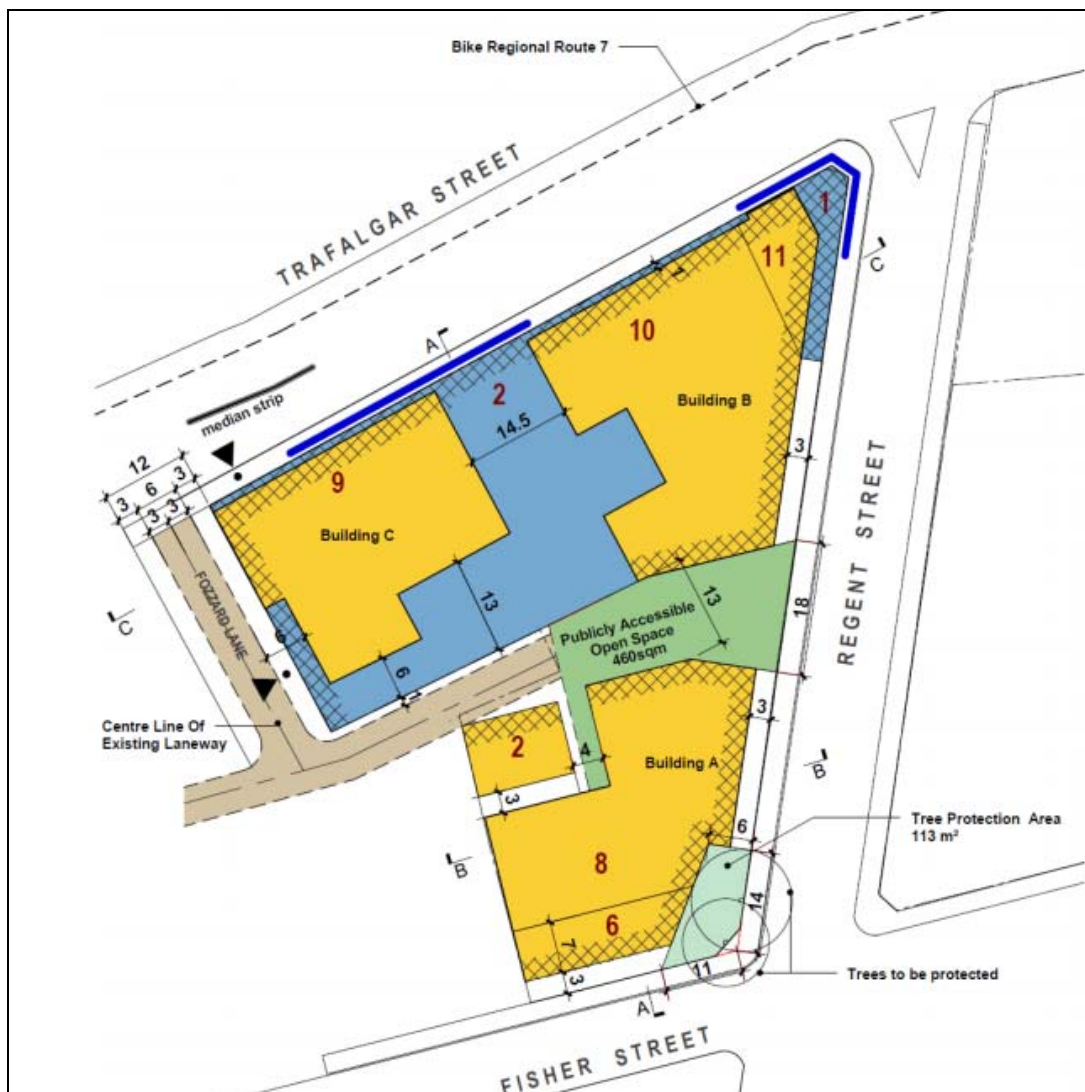 Bike Regional Route 7
TRAFALGAR STREET
1
C
11
1
10
A
2
Building B
median strip
14.5
12
3 6 3
3 3
9
3
Building C
REGENT STREET
FOZZARD LANE
13
13
18
C
Publicly Accessible
Open Space
460sqm
6
6
1
3
Centre Line Of
Existing Laneway
2
4
Building A
B
3
6
Tree Protection Area
113 m²
B
8
14
6
7
11
3
Trees to be protected
A
FISHER STREET